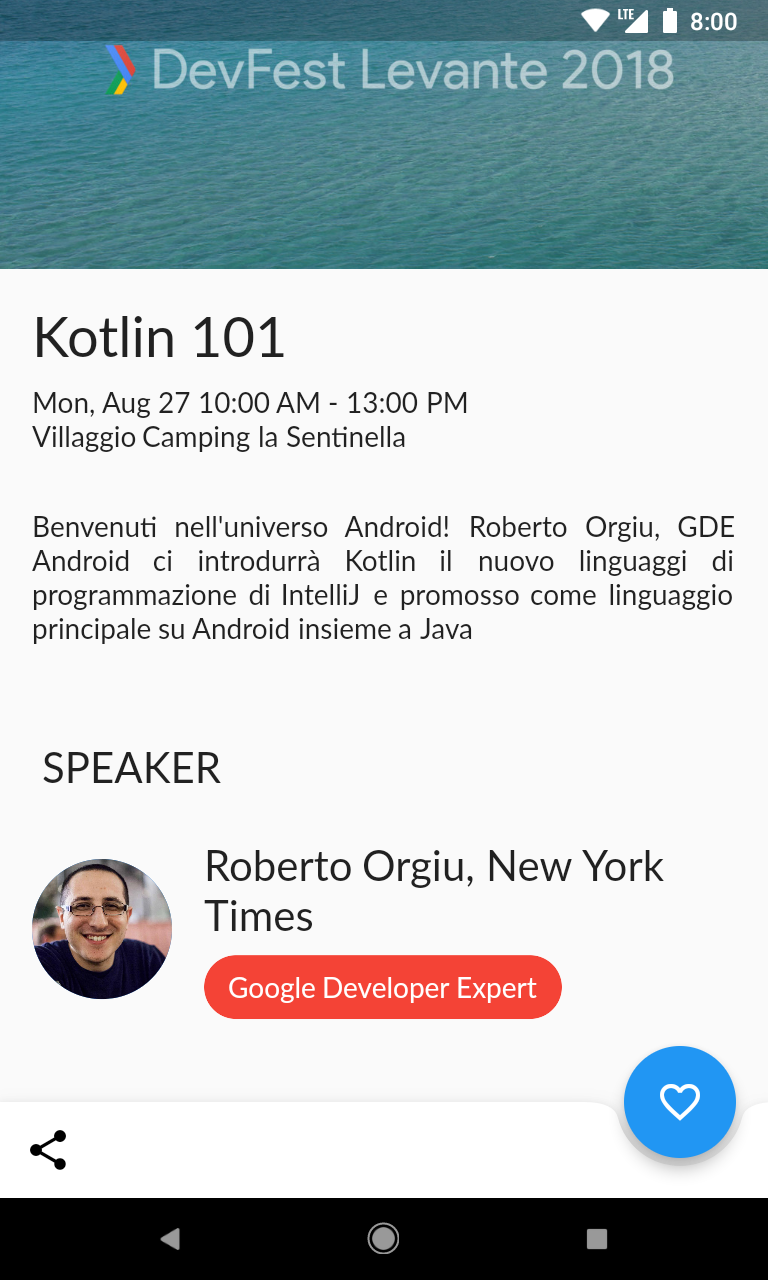 LTE 8:00
DevFest Levante 2018
Kotlin 101
Mon, Aug 27 10:00 AM - 13:00 PM
Villaggio Camping la Sentinella
Benvenuti nell'universo Android! Roberto Orgiu, GDE
Android ci introdurrà Kotlin il nuovo linguaggi di
programmazione di IntelliJ e promosso come linguaggio
principale su Android insieme a Java
SPEAKER
Roberto Orgiu, New York
Times
Google Developer Expert